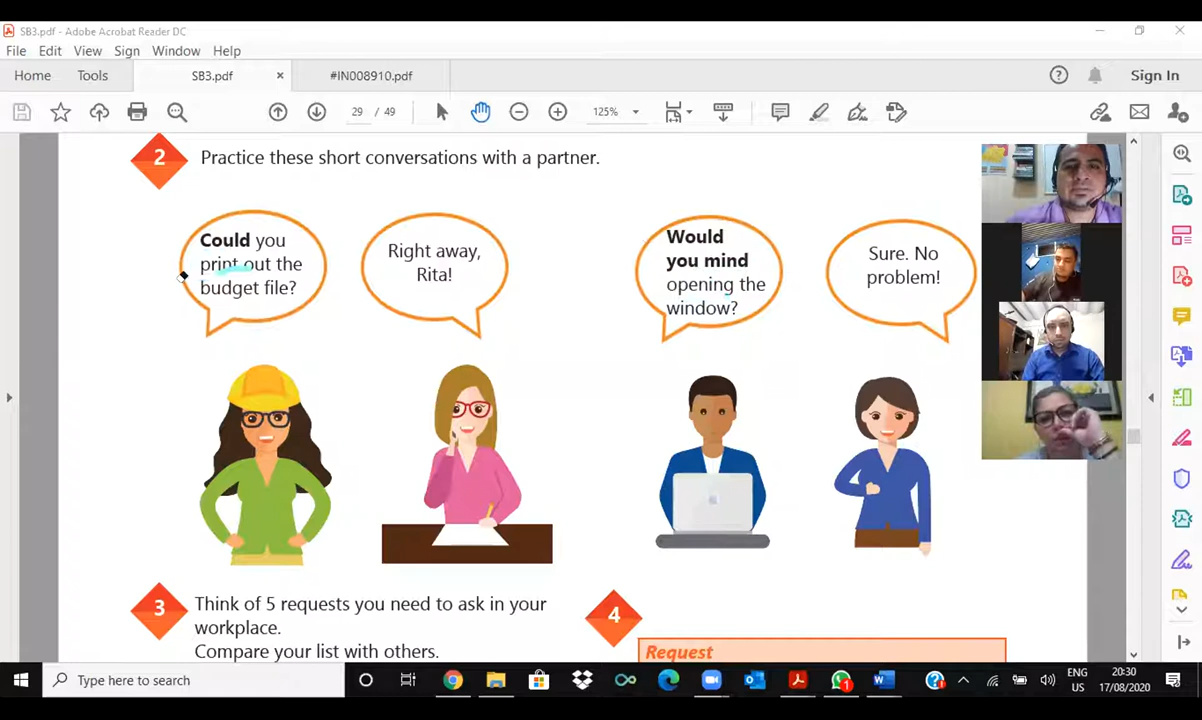 SB3.pdf - Adobe Acrobat Reader DC
File Edit View Sign Window Help
Home Tools SB3.pdf × #IN008910.pdf Sign In
29 / 49 125%
2 Practice these short conversations with a partner.
Could you
print out the
budget file?
Right away,
Rita!
Would
you mind
opening the
window?
Sure. No
problem!
3 Think of 5 requests you need to ask in your
workplace.
Compare your list with others.
4
Request
Type here to search
1
ENG
US
20:30
17/08/2020